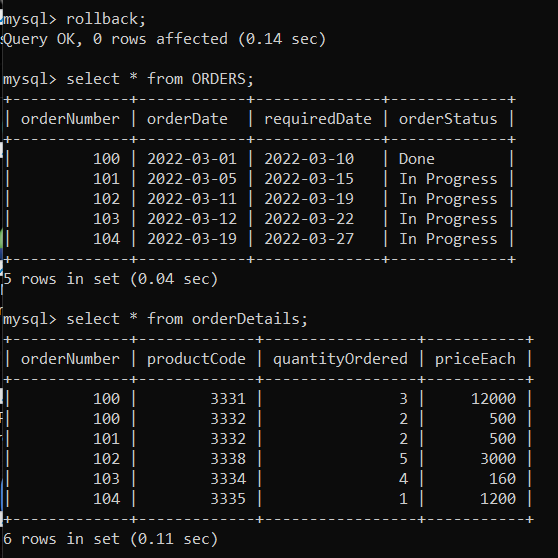 mysql> rollback;
Query OK, 0 rows affected (0.14 sec)
mysql> select * from ORDERS;
+-------------+------------+--------------+-------------+
| orderNumber | orderDate  | requiredDate | orderStatus |
+-------------+------------+--------------+-------------+
|         100 | 2022-03-01 | 2022-03-10   | Done        |
|         101 | 2022-03-05 | 2022-03-15   | In Progress |
|         102 | 2022-03-11 | 2022-03-19   | In Progress |
|         103 | 2022-03-12 | 2022-03-22   | In Progress |
|         104 | 2022-03-19 | 2022-03-27   | In Progress |
+-------------+------------+--------------+-------------+
5 rows in set (0.04 sec)
mysql> select * from orderDetails;
+-------------+-------------+-----------------+-----------+
| orderNumber | productCode | quantityOrdered | priceEach |
+-------------+-------------+-----------------+-----------+
|         100 |        3331 |               3 |     12000 |
|         100 |        3332 |               2 |       500 |
|         101 |        3332 |               2 |       500 |
|         102 |        3338 |               5 |      3000 |
|         103 |        3334 |               4 |       160 |
|         104 |        3335 |               1 |      1200 |
+-------------+-------------+-----------------+-----------+
6 rows in set (0.11 sec)